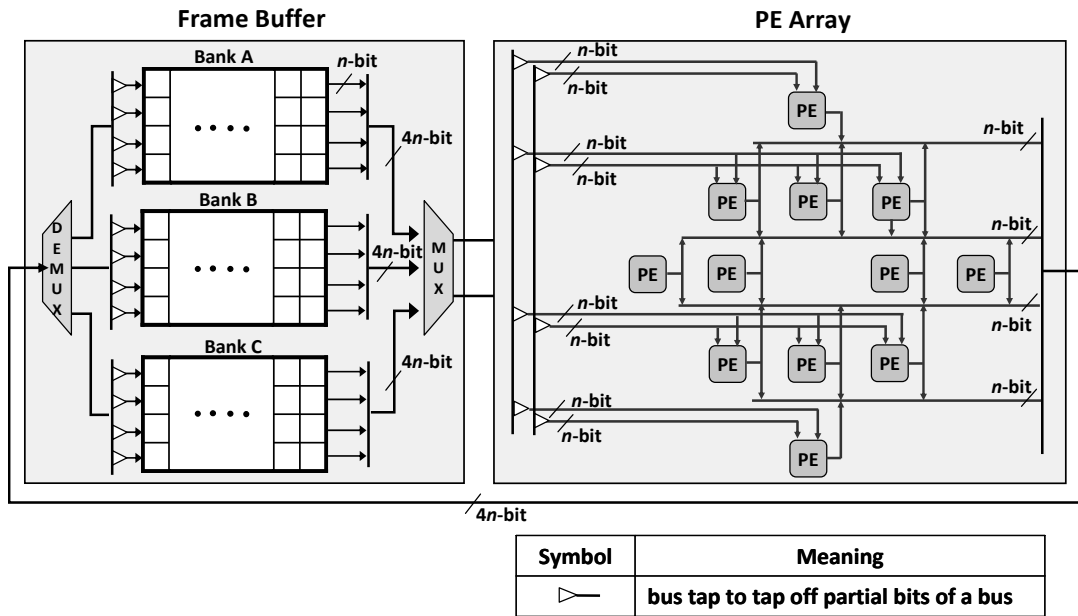 Frame Buffer
PE Array
Bank A
n-bit
4n-bit
Bank B
4n-bit
Bank C
4n-bit
DEMUX
MUX
n-bit
n-bit
PE
n-bit
n-bit
n-bit
PE PE PE
n-bit
PE PE PE PE
n-bit
n-bit
n-bit
PE PE PE
n-bit
n-bit
n-bit
PE
4n-bit
Symbol Meaning
bus tap to tap off partial bits of a bus